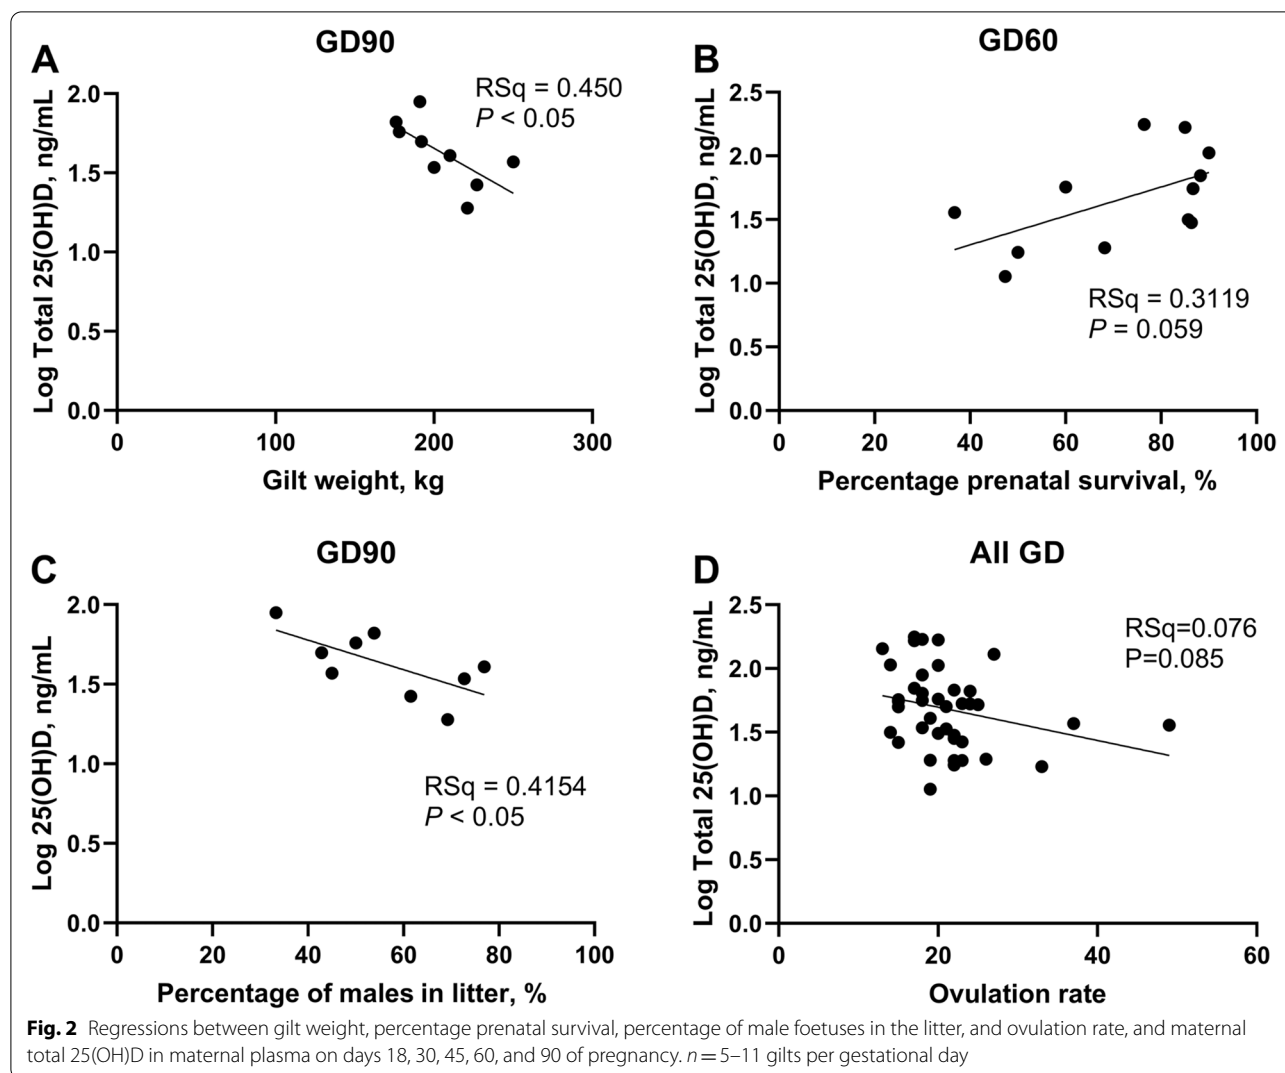 A
GD90
Log Total 25(OH)D, ng/mL
2.0
1.5
1.0
0.5
0.0
RSq = 0.450
P < 0.05
0 100 200 300
Gilt weight, kg
B
GD60
Log Total 25(OH)D, ng/mL
2.5
2.0
1.5
1.0
0.5
0.0
RSq = 0.3119
P = 0.059
0 20 40 60 80 100
Percentage prenatal survival, %
C
GD90
Log 25(OH)D, ng/mL
2.0
1.5
1.0
0.5
0.0
RSq = 0.4154
P < 0.05
0 20 40 60 80 100
Percentage of males in litter, %
D
All GD
Log Total 25(OH)D, ng/mL
2.5
2.0
1.5
1.0
0.5
0.0
RSq=0.076
P=0.085
0 20 40 60
Ovulation rate
Fig. 2 Regressions between gilt weight, percentage prenatal survival, percentage of male foetuses in the litter, and ovulation rate, and maternal
total 25(OH)D in maternal plasma on days 18, 30, 45, 60, and 90 of pregnancy. n = 5–11 gilts per gestational day